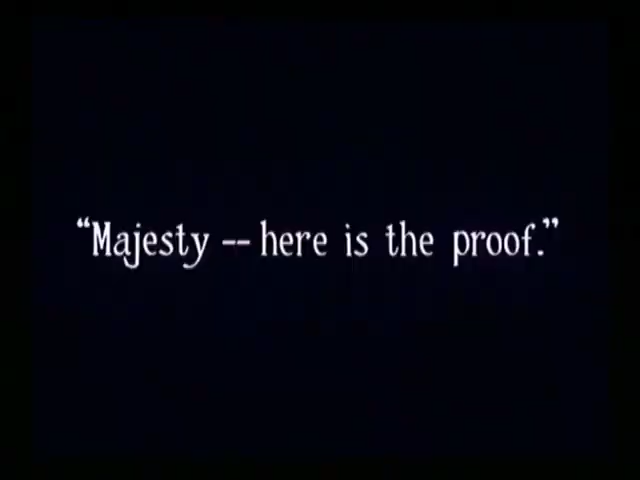 “Majesty -- here is the proof.”